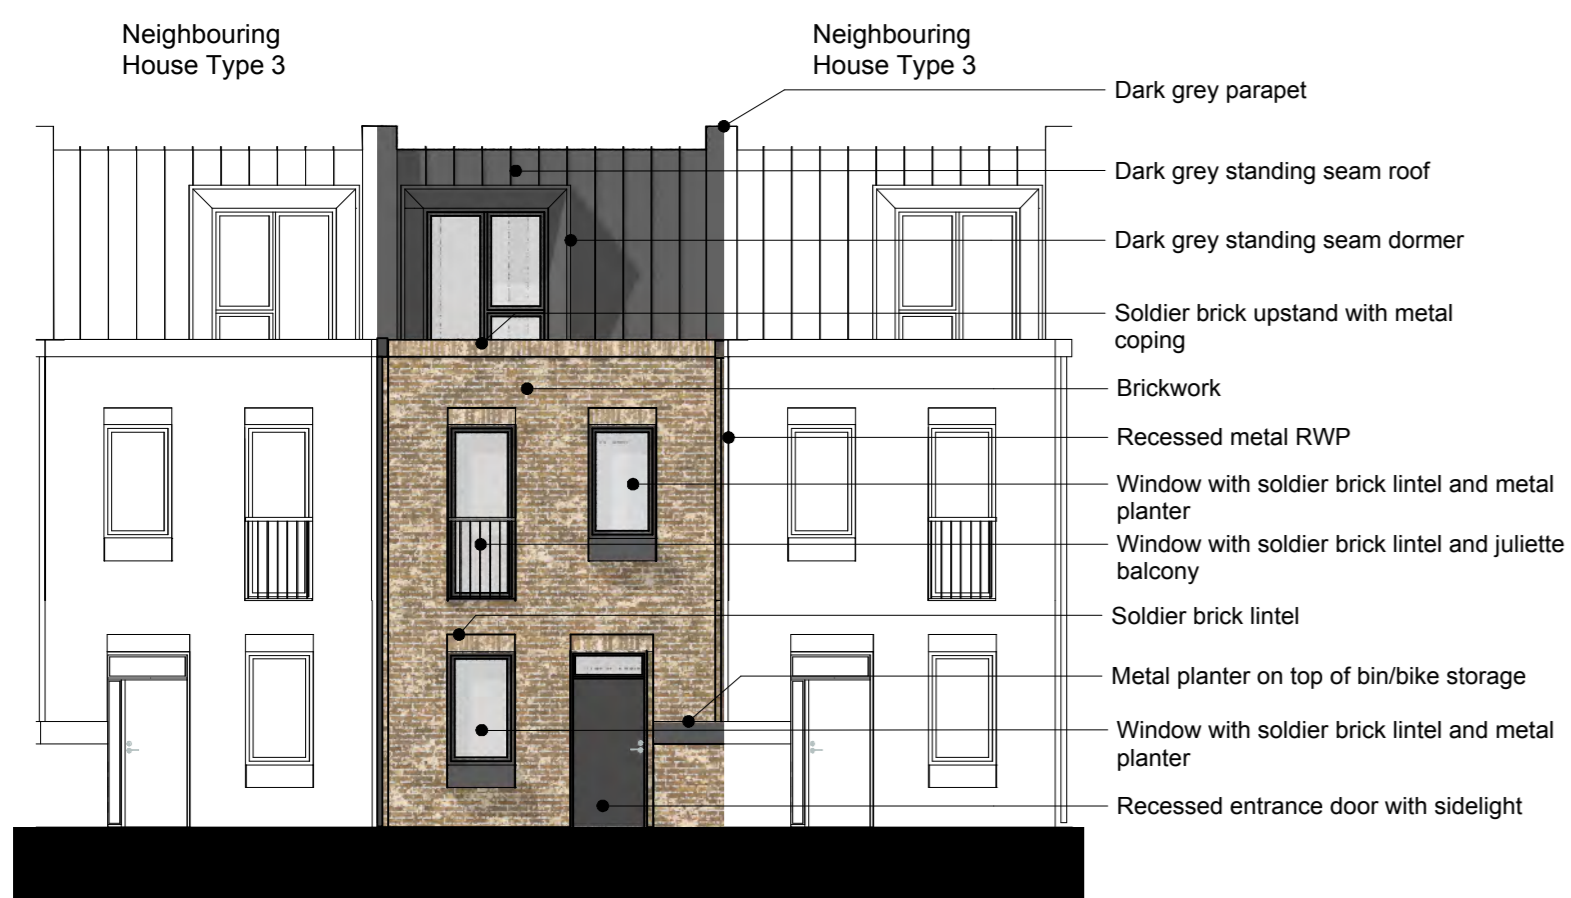 Neighbouring
House Type 3
Neighbouring
House Type 3
Dark grey parapet
Dark grey standing seam roof
Dark grey standing seam dormer
Soldier brick upstand with metal
coping
Brickwork
Recessed metal RWP
Window with soldier brick lintel and metal
planter
Window with soldier brick lintel and juliette
balcony
Soldier brick lintel
Metal planter on top of bin/bike storage
Window with soldier brick lintel and metal
planter
Recessed entrance door with sidelight